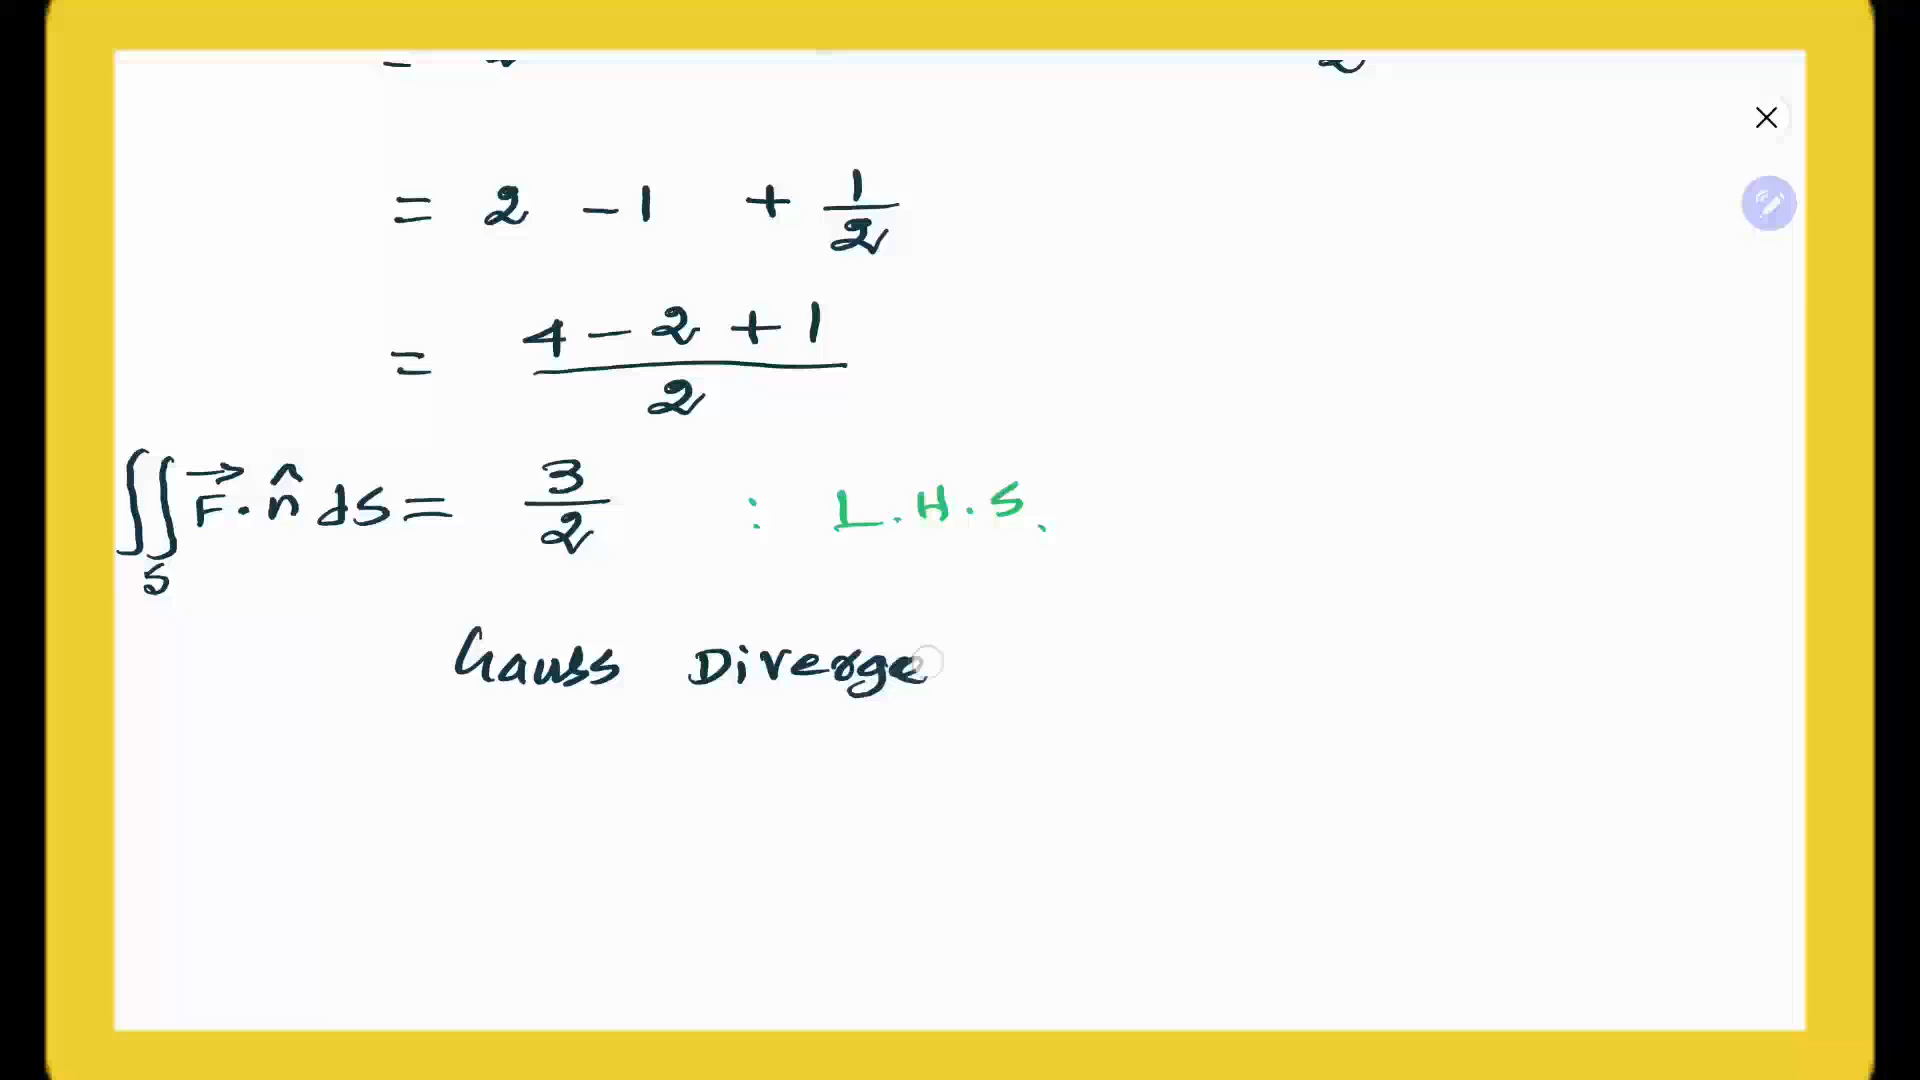 = 2 - 1 + 1/2
= (4 - 2 + 1)/2
∬_S F⃗ · n̂ ds = 3/2 : L.H.S.
Gauss Diverge